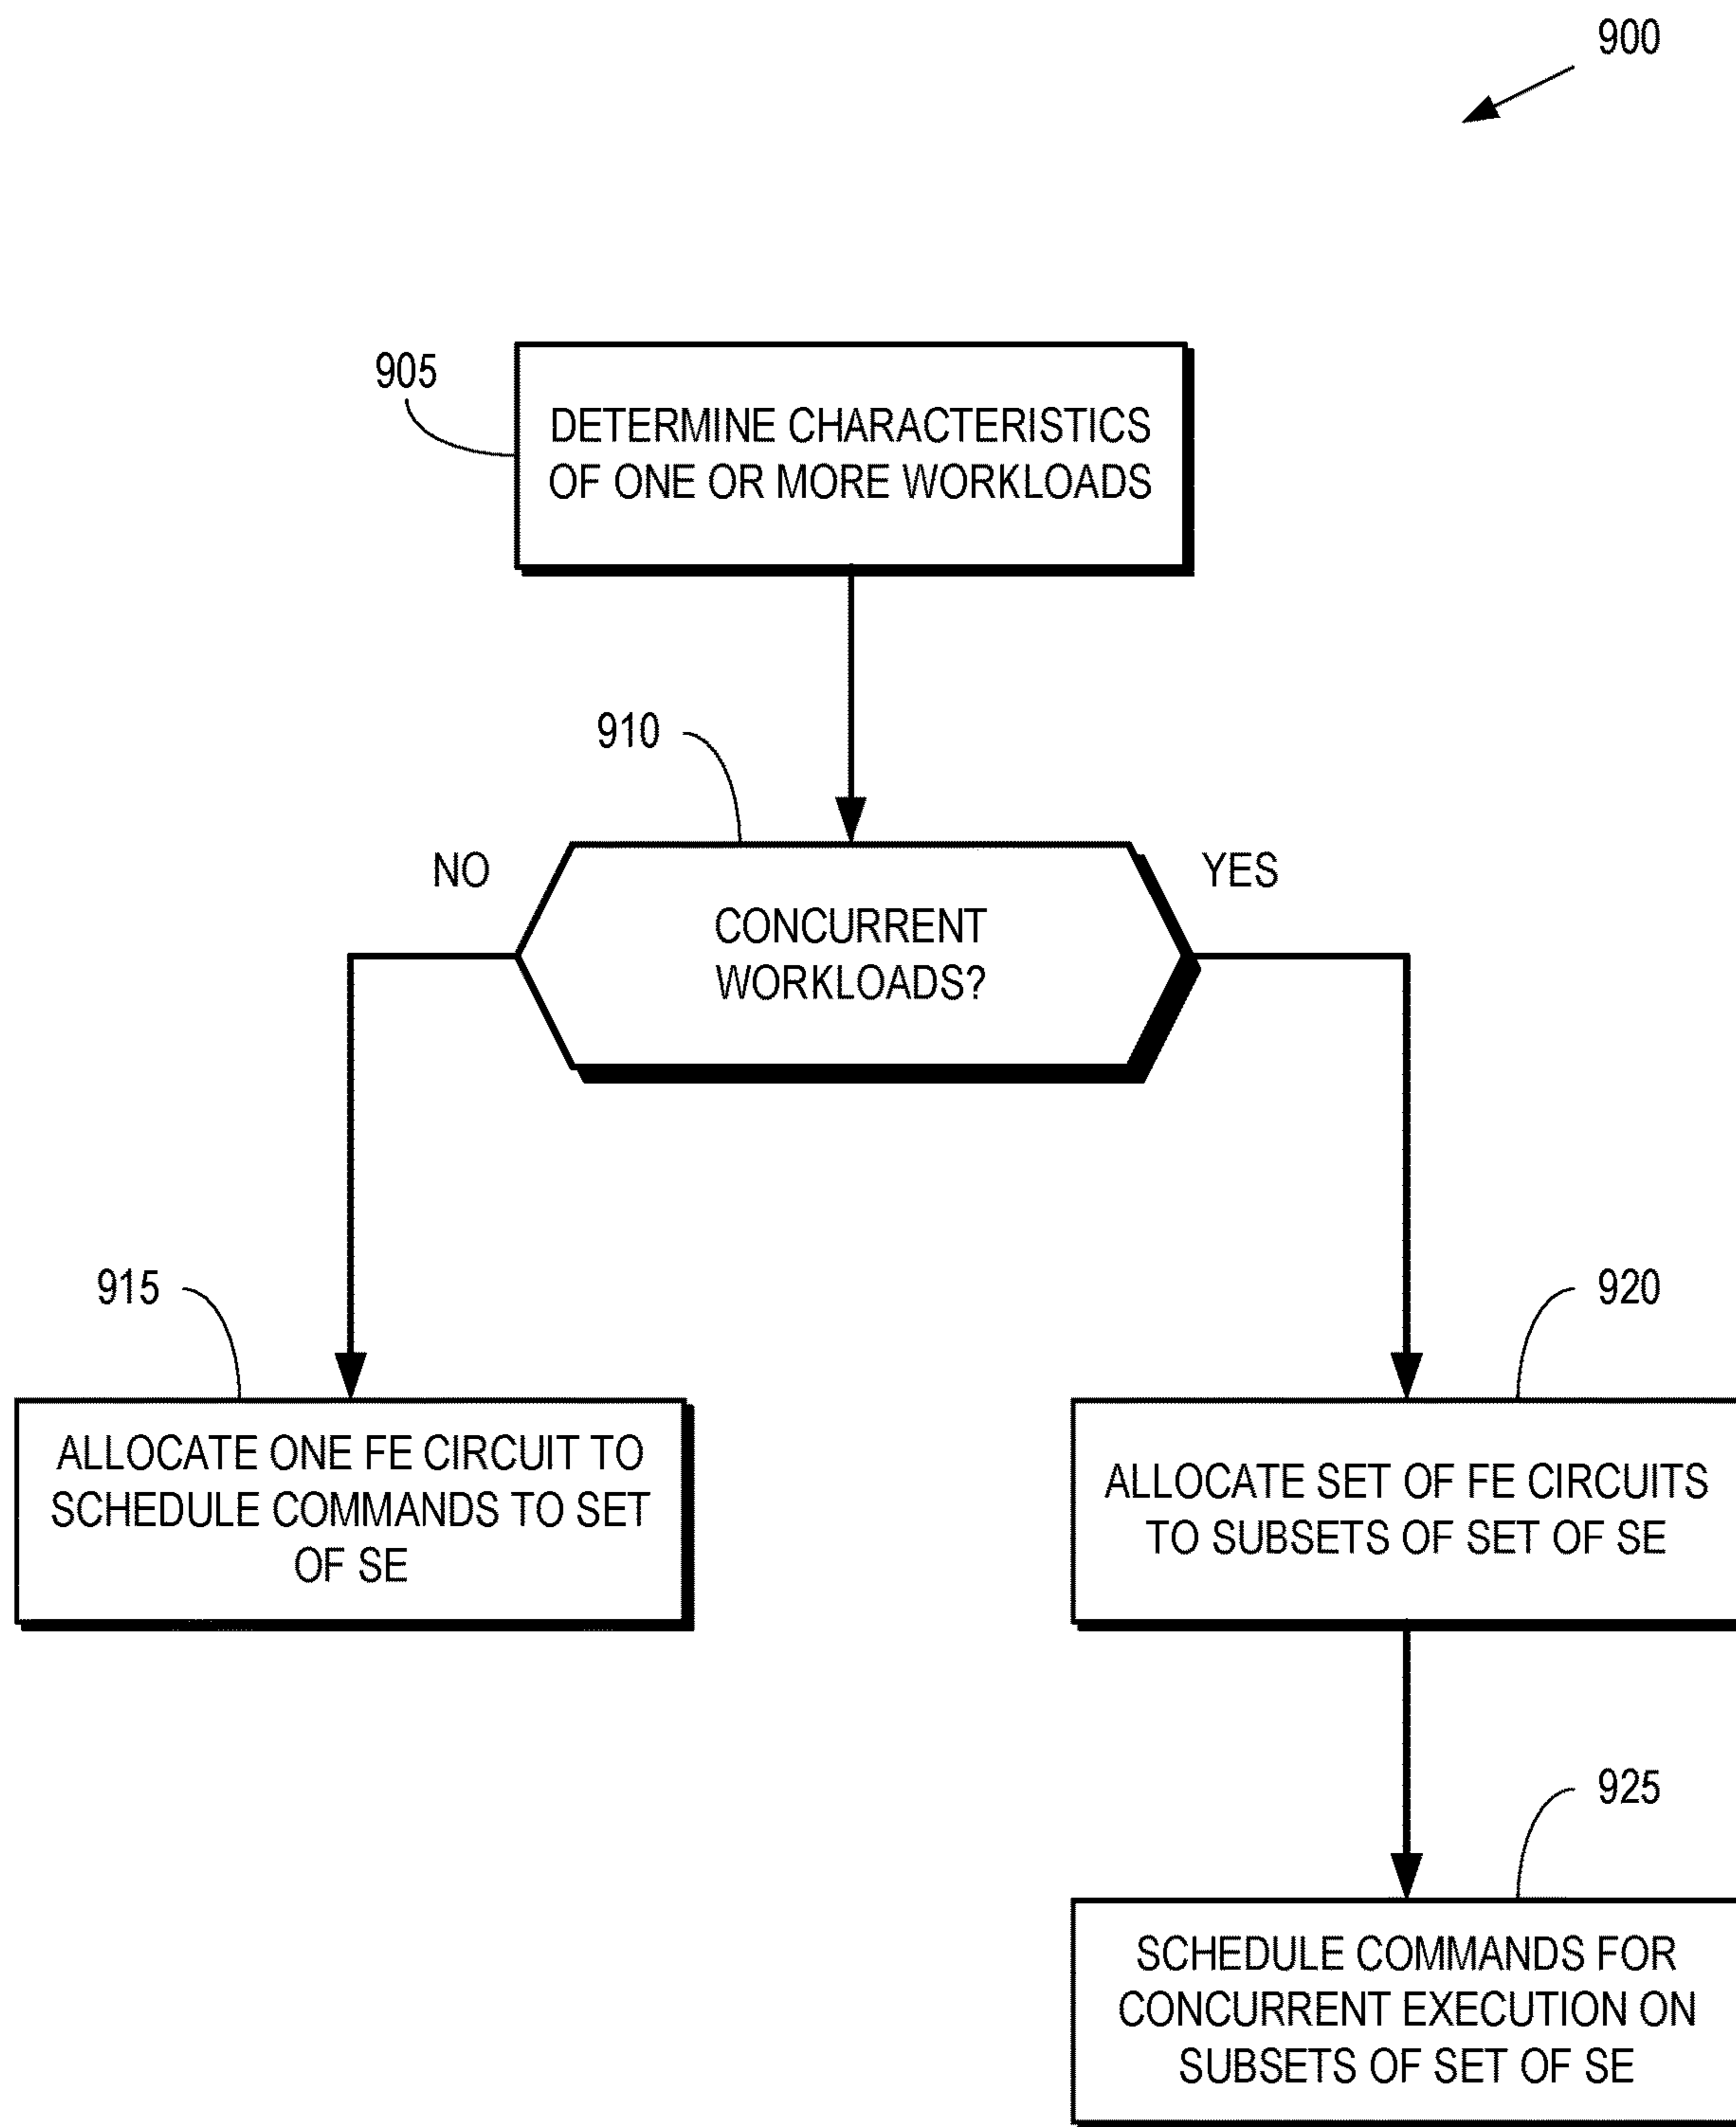 900
905
DETERMINE CHARACTERISTICS
OF ONE OR MORE WORKLOADS
910
NO
YES
CONCURRENT
WORKLOADS?
915
920
ALLOCATE ONE FE CIRCUIT TO
SCHEDULE COMMANDS TO SET
OF SE
ALLOCATE SET OF FE CIRCUITS
TO SUBSETS OF SET OF SE
925
SCHEDULE COMMANDS FOR
CONCURRENT EXECUTION ON
SUBSETS OF SET OF SE